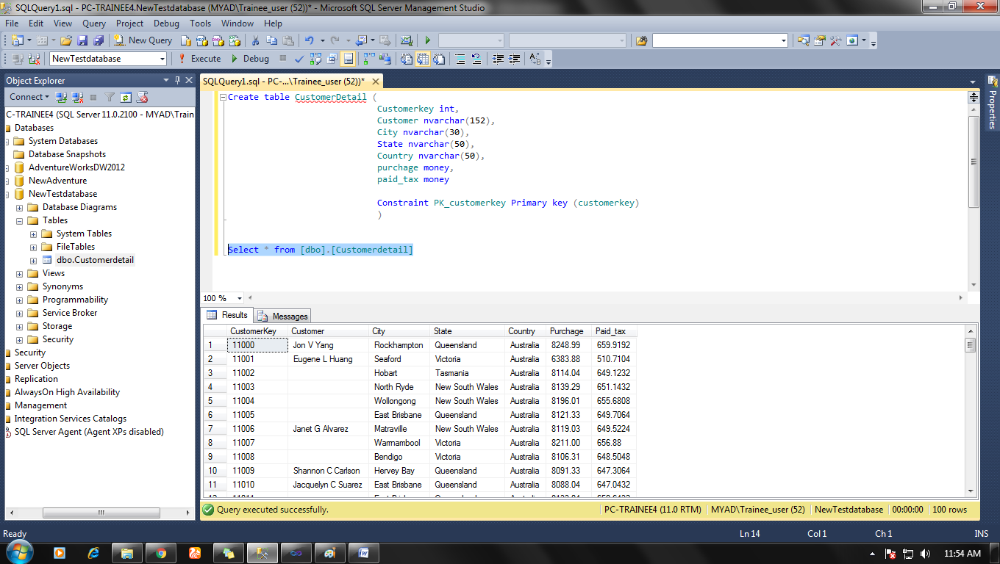 SQLQuery1.sql - PC-TRAINEE4.NewTestdatabase (MYAD\Trainee_user (52))* - Microsoft SQL Server Management Studio
File Edit View Query Project Debug Tools Window Help
New Query
NewTestdatabase Execute Debug
Object Explorer
Connect
C-TRAINEE4 (SQL Server 11.0.2100 - MYAD\Train
Databases
System Databases
Database Snapshots
AdventureWorksDW2012
NewAdventure
NewTestdatabase
Database Diagrams
Tables
System Tables
FileTables
dbo.Customerdetail
Views
Synonyms
Programmability
Service Broker
Storage
Security
Security
Server Objects
Replication
AlwaysOn High Availability
Management
Integration Services Catalogs
SQL Server Agent (Agent XPs disabled)
SQLQuery1.sql - PC-...\Trainee_user (52))*
Create table CustomerDetail (
Customerkey int,
Customer nvarchar(152),
City nvarchar(30),
State nvarchar(50),
Country nvarchar(50),
purchage money,
paid_tax money
Constraint PK_customerkey Primary key (customerkey)
)
Select * from [dbo].[Customerdetail]
100 %
Results Messages
CustomerKey Customer City State Country Purchage Paid_tax
1 11000 Jon V Yang Rockhampton Queensland Australia 8248.99 659.9192
2 11001 Eugene L Huang Seaford Victoria Australia 6383.88 510.7104
3 11002 Hobart Tasmania Australia 8114.04 649.1232
4 11003 North Ryde New South Wales Australia 8139.29 651.1432
5 11004 Wollongong New South Wales Australia 8196.01 655.6808
6 11005 East Brisbane Queensland Australia 8121.33 649.7064
7 11006 Janet G Alvarez Matraville New South Wales Australia 8119.03 649.5224
8 11007 Warrnambool Victoria Australia 8211.00 656.88
9 11008 Bendigo Victoria Australia 8106.31 648.5048
10 11009 Shannon C Carlson Hervey Bay Queensland Australia 8091.33 647.3064
11 11010 Jacquelyn C Suarez East Brisbane Queensland Australia 8088.04 647.0432
Query executed successfully. PC-TRAINEE4 (11.0 RTM) MYAD\Trainee_user (52) NewTestdatabase 00:00:00 100 rows
Properties
Ready Ln 14 Col 1 Ch 1 INS
11:54 AM